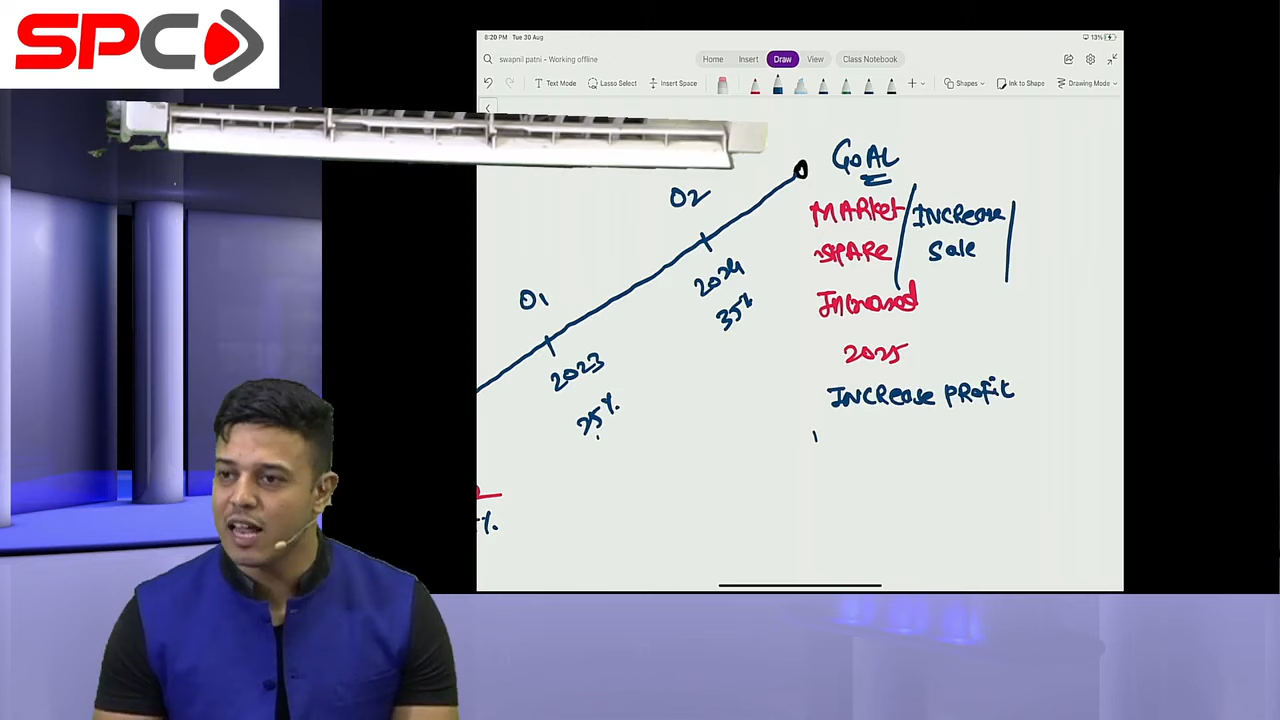 SPC
8:20 PM Tue 30 Aug
13%
swapnil patni - Working offline
Home Insert Draw View Class Notebook
Text Mode Lasso Select Insert Space Shapes Ink to Shape Drawing Mode
GOAL
MARket INCRease
SHARe Sale
Increased
2025
INCRease PRofit
O2
2024
35%
O1
2023
25%
%.